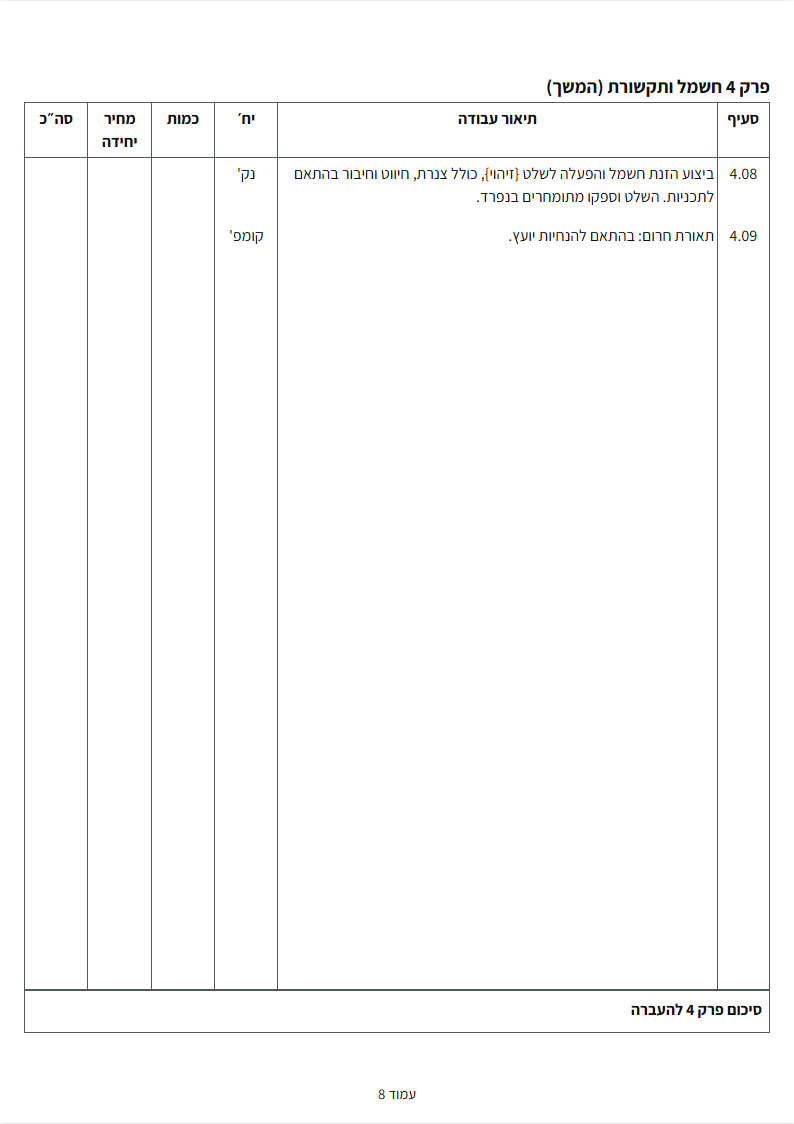 פרק 4 חשמל ותקשורת (המשך)
סעיף תיאור עבודה יח׳ כמות מחיר יחידה סה״כ
4.08 ביצוע הזנת חשמל והפעלה לשלט {זיהוי}, כולל צנרת, חיווט וחיבור בהתאם נק'
לתכניות. השלט וספקו מתומחרים בנפרד.
4.09 תאורת חרום: בהתאם להנחיות יועץ. קומפ'
סיכום פרק 4 להעברה
עמוד 8